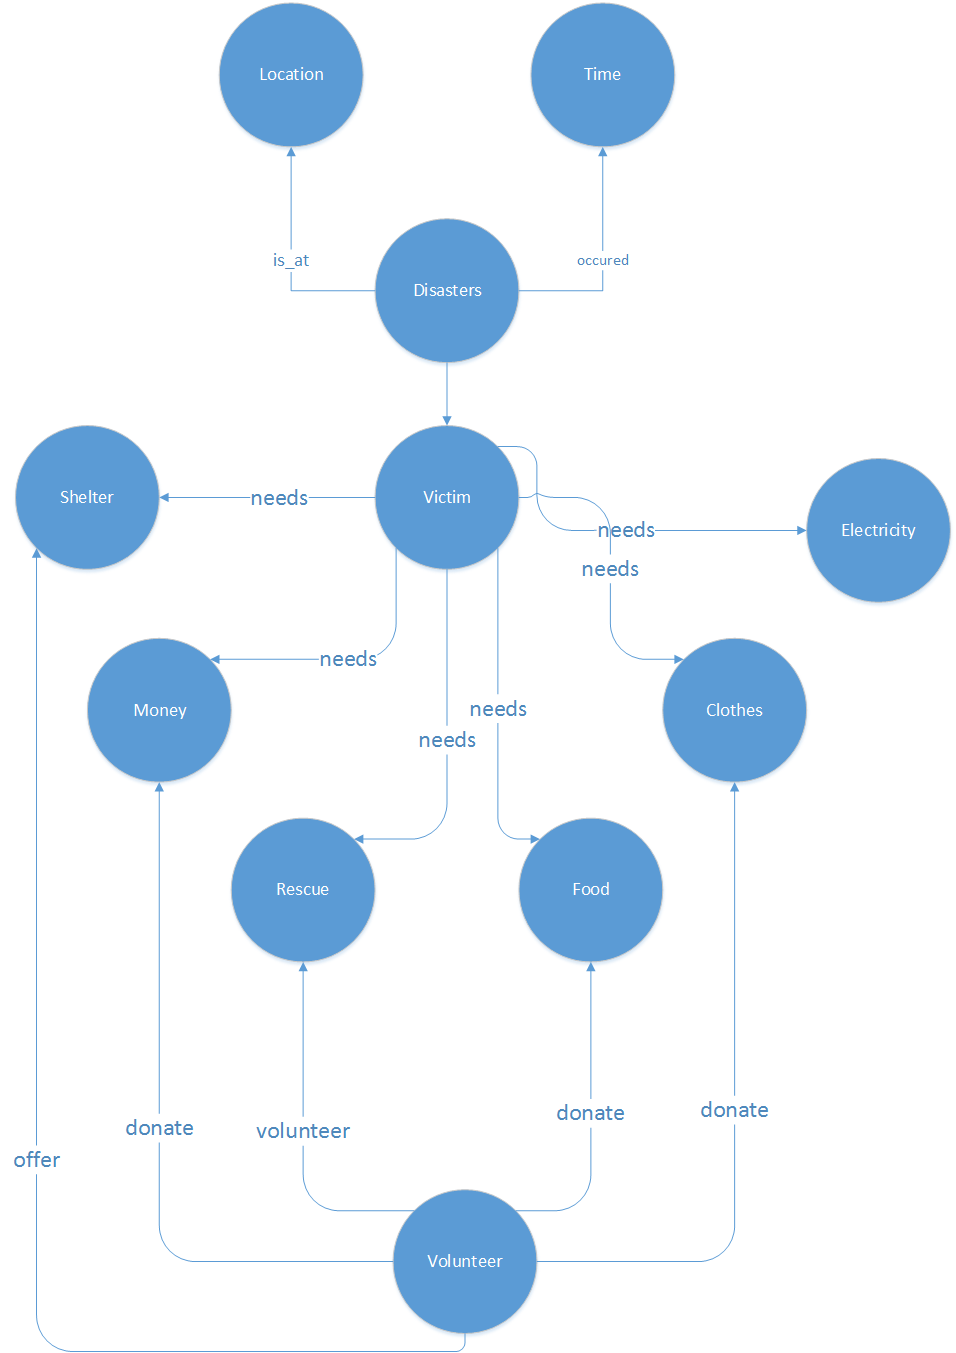 Location
Time
is_at
occured
Disasters
Shelter
needs
Victim
needs
Electricity
needs
needs
Money
needs
Clothes
needs
Rescue
Food
donate
donate
donate
volunteer
offer
Volunteer